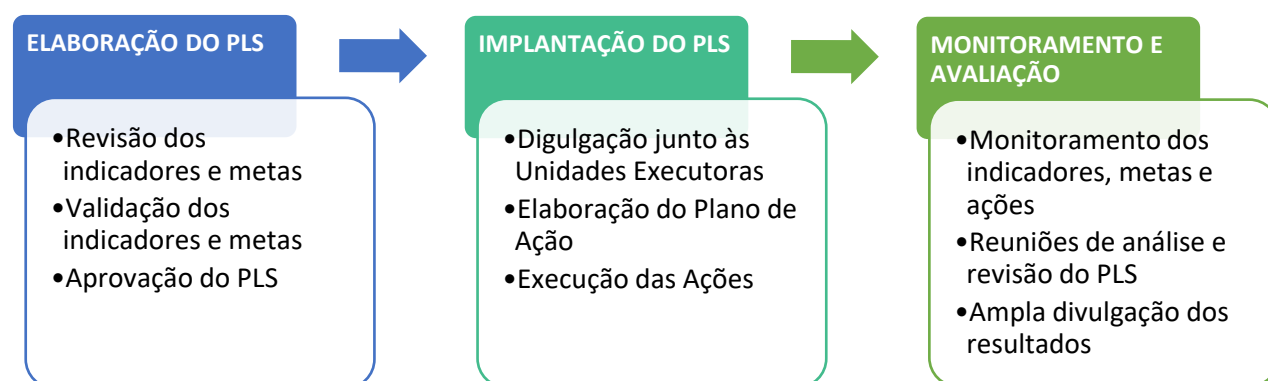 ELABORAÇÃO DO PLS
•Revisão dos
indicadores e metas
•Validação dos
indicadores e metas
•Aprovação do PLS
IMPLANTAÇÃO DO PLS
•Digulgação junto às
Unidades Executoras
•Elaboração do Plano de
Ação
•Execução das Ações
MONITORAMENTO E
AVALIAÇÃO
•Monitoramento dos
indicadores, metas e
ações
•Reuniões de análise e
revisão do PLS
•Ampla divulgação dos
resultados